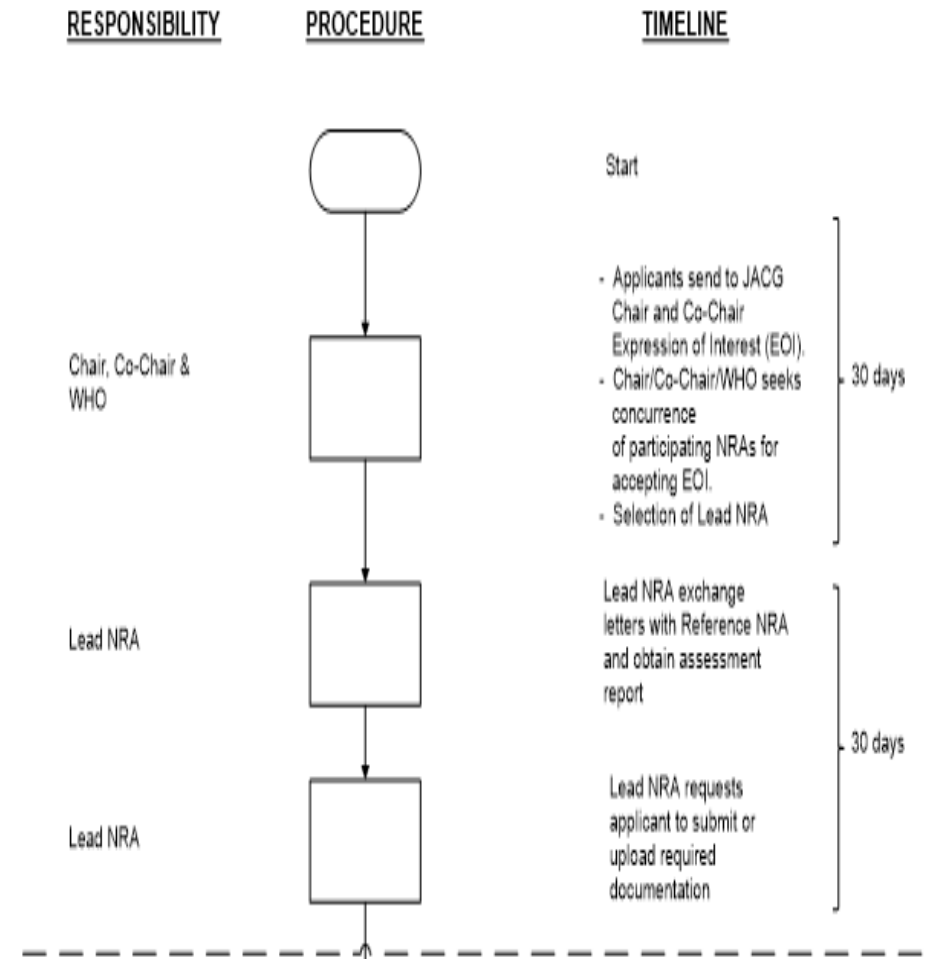 RESPONSIBILITY PROCEDURE TIMELINE
Start
- Applicants send to JACG
Chair and Co-Chair
Expression of Interest (EOI).
- Chair/Co-Chair/WHO seeks
concurrence
of participating NRAs for
accepting EOI.
- Selection of Lead NRA
Chair, Co-Chair &
WHO
30 days
Lead NRA exchange
letters with Reference NRA
and obtain assessment
report
Lead NRA
30 days
Lead NRA requests
applicant to submit or
upload required
documentation
Lead NRA